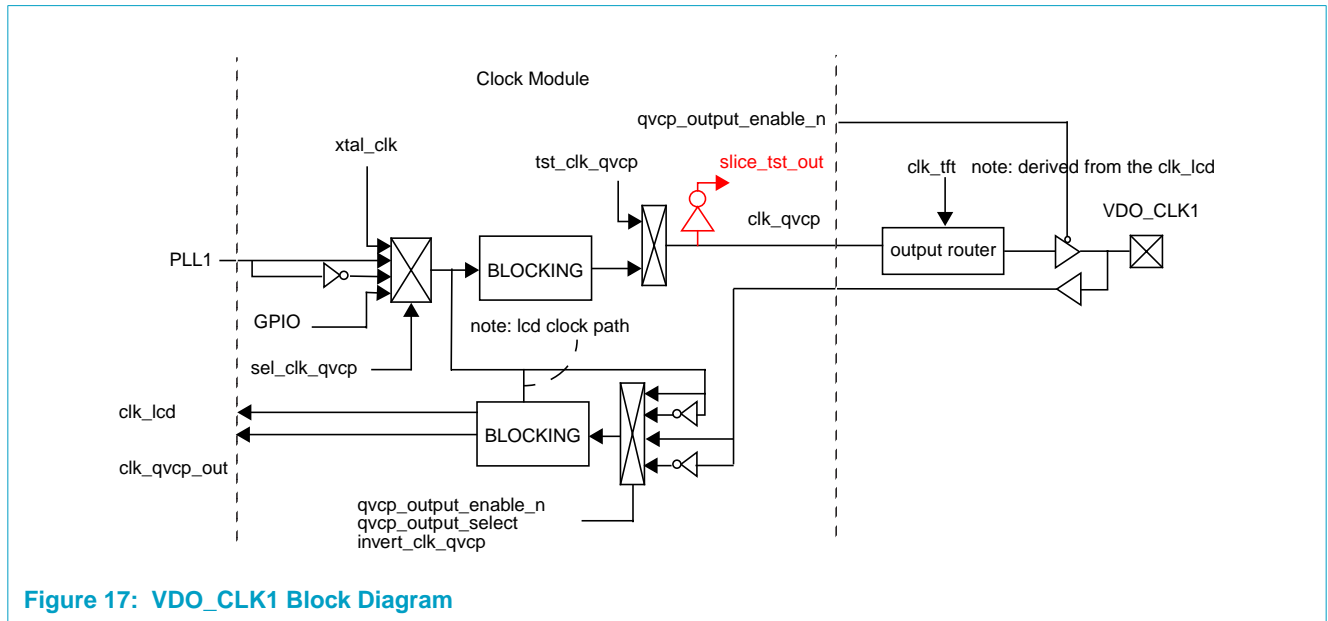 Clock Module
qvcp_output_enable_n
xtal_clk
tst_clk_qvcp
slice_tst_out
clk_tft note: derived from the clk_lcd
VDO_CLK1
clk_qvcp
PLL1
BLOCKING
output router
GPIO
note: lcd clock path
sel_clk_qvcp
clk_lcd
BLOCKING
clk_qvcp_out
qvcp_output_enable_n
qvcp_output_select
invert_clk_qvcp
Figure 17: VDO_CLK1 Block Diagram